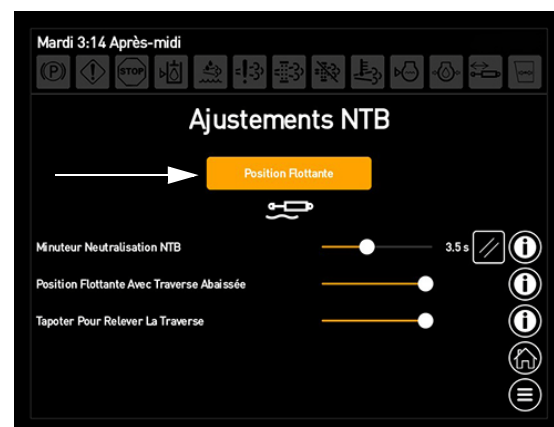 Mardi 3:14 Après-midi
(P) STOP
Ajustements NTB
Position Flottante
Minuteur Neutralisation NTB 3.5 s
Position Flottante Avec Traverse Abaissée
Tapoter Pour Relever La Traverse